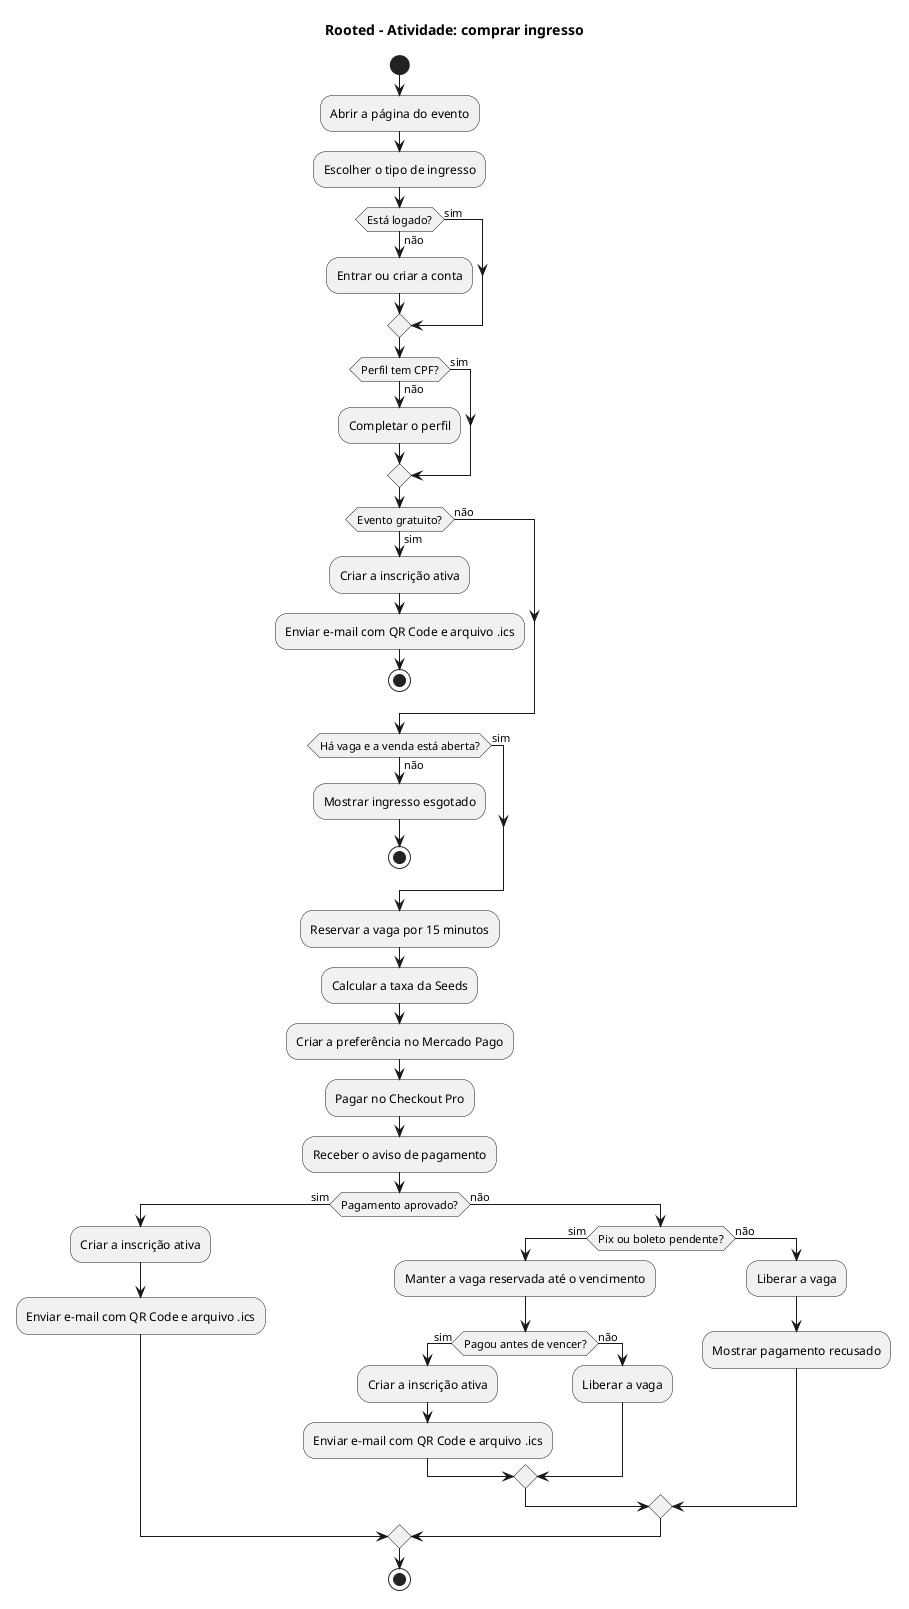 Rooted - Atividade: comprar ingresso
Abrir a página do evento
Escolher o tipo de ingresso
Está logado?
sim
não
Entrar ou criar a conta
Perfil tem CPF?
sim
não
Completar o perfil
Evento gratuito?
não
sim
Criar a inscrição ativa
Enviar e-mail com QR Code e arquivo .ics
Há vaga e a venda está aberta?
sim
não
Mostrar ingresso esgotado
Reservar a vaga por 15 minutos
Calcular a taxa da Seeds
Criar a preferência no Mercado Pago
Pagar no Checkout Pro
Receber o aviso de pagamento
sim
Pagamento aprovado?
não
Criar a inscrição ativa
Enviar e-mail com QR Code e arquivo .ics
sim
Pix ou boleto pendente?
não
Manter a vaga reservada até o vencimento
sim
Pagou antes de vencer?
não
Criar a inscrição ativa
Enviar e-mail com QR Code e arquivo .ics
Liberar a vaga
Liberar a vaga
Mostrar pagamento recusado